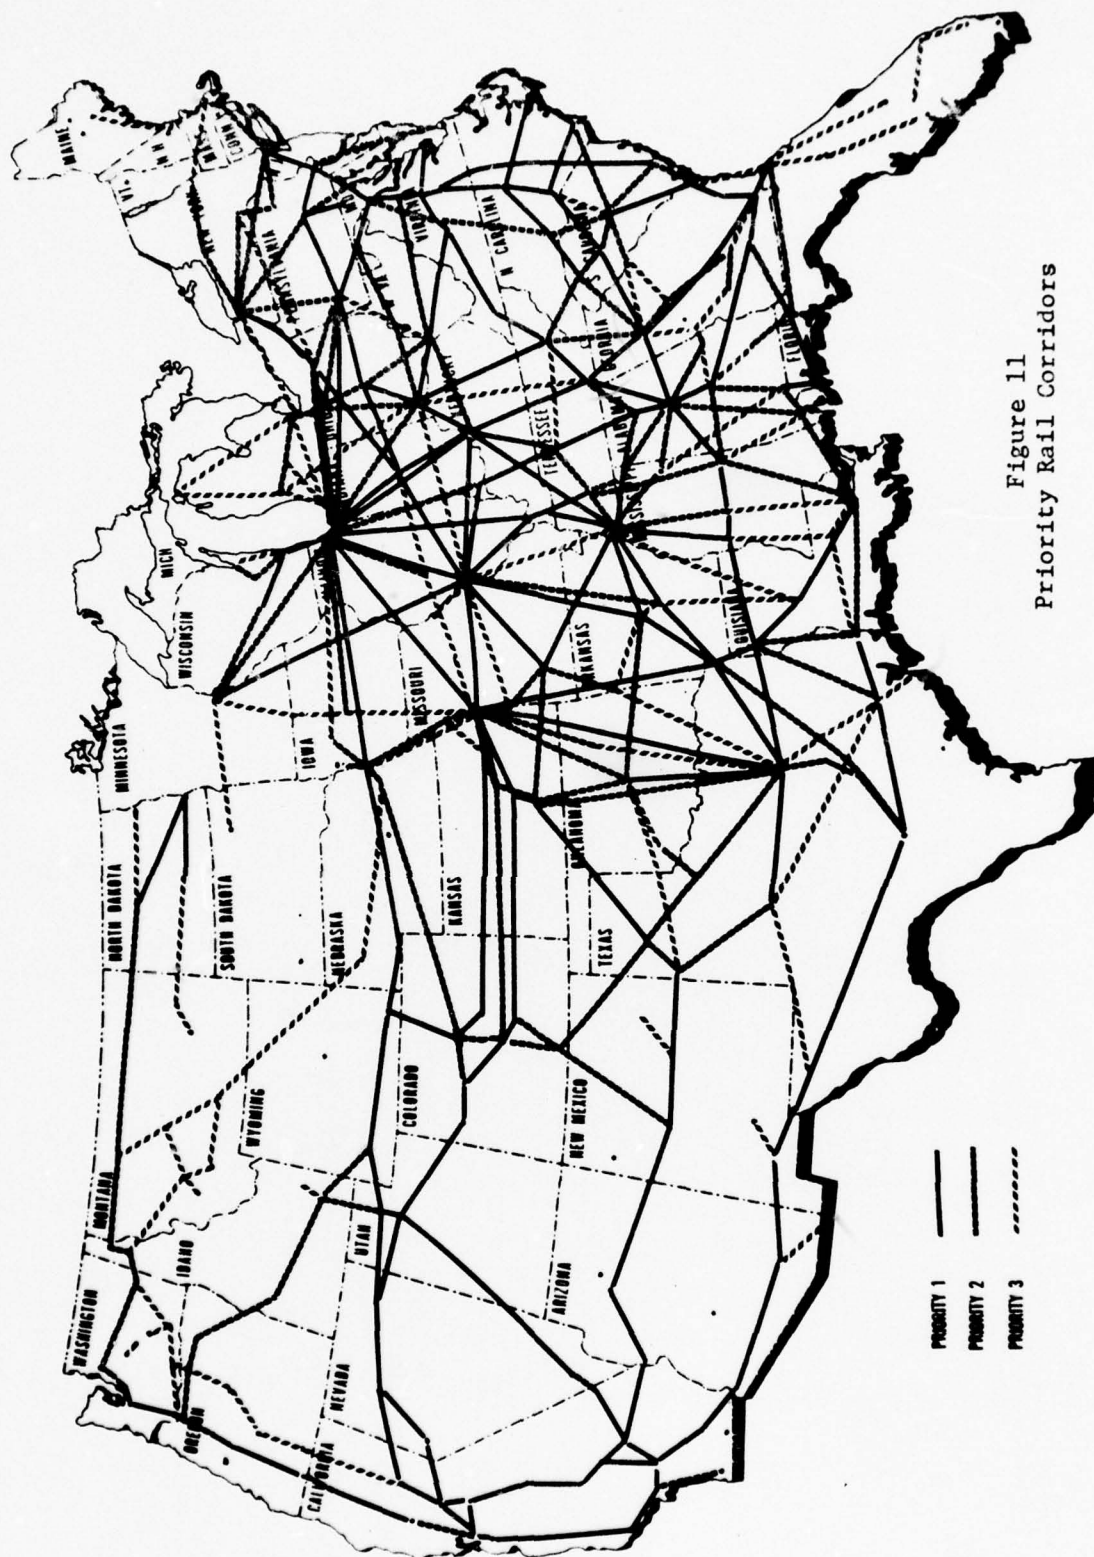 WASHINGTON
MONTANA
NORTH DAKOTA
MINNESOTA
OREGON
IDAHO
SOUTH DAKOTA
WISCONSIN
MICH
MAINE
VT.
N H
CONN
WYOMING
NEBRASKA
IOWA
CALIFORNIA
NEVADA
UTAH
COLORADO
KANSAS
MISSOURI
N CAROLINA
TENNESSEE
GEORGIA
ARIZONA
NEW MEXICO
TEXAS
OKLAHOMA
ARKANSAS
LOUISIANA
PRIORITY 1
PRIORITY 2
PRIORITY 3
Figure 11
Priority Rail Corridors